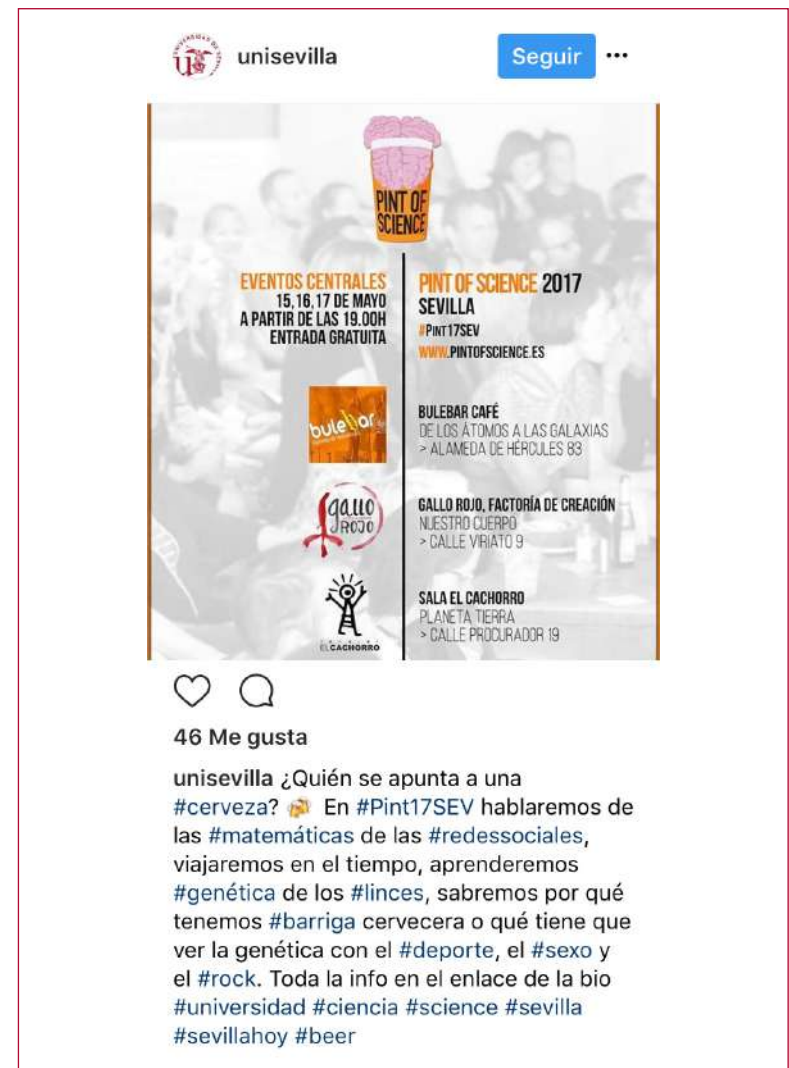 UNIVERSIDAD DE SEVILLA
unisevilla
Seguir
PINT OF
SCIENCE
EVENTOS CENTRALES
15,16,17 DE MAYO
A PARTIR DE LAS 19.00H
ENTRADA GRATUITA
PINT OF SCIENCE 2017
SEVILLA
#PINT17SEV
WWW.PINTOFSCIENCE.ES
bulebar
BULEBAR CAFÉ
DE LOS ÁTOMOS A LAS GALAXIAS
> ALAMEDA DE HÉRCULES 83
gallo
ROJO
GALLO ROJO, FACTORÍA DE CREACIÓN
NUESTRO CUERPO
> CALLE VIRIATO 9
EL CACHORRO
SALA EL CACHORRO
PLANETA TIERRA
> CALLE PROCURADOR 19
46 Me gusta
unisevilla ¿Quién se apunta a una
#cerveza? 🍻 En #Pint17SEV hablaremos de
las #matemáticas de las #redessociales,
viajaremos en el tiempo, aprenderemos
#genética de los #linces, sabremos por qué
tenemos #barriga cervecera o qué tiene que
ver la genética con el #deporte, el #sexo y
el #rock. Toda la info en el enlace de la bio
#universidad #ciencia #science #sevilla
#sevillahoy #beer